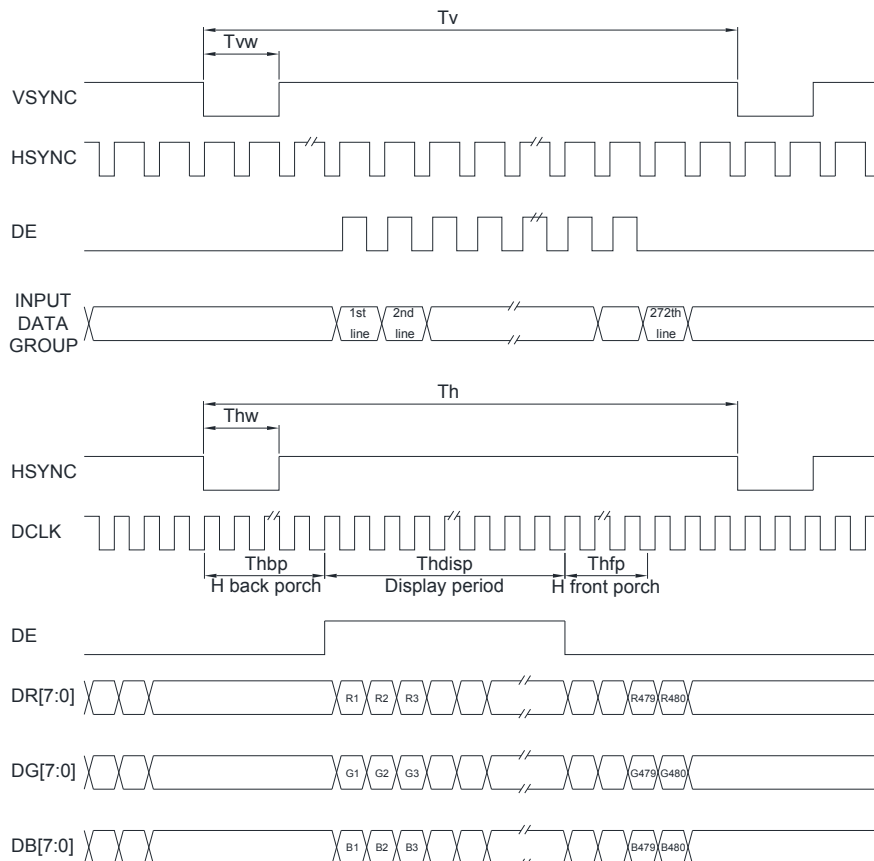 Tv
Tvw
VSYNC
HSYNC
DE
INPUT
DATA
GROUP
1st
line
2nd
line
272th
line
Th
Thw
HSYNC
DCLK
Thbp
H back porch
Thdisp
Display period
Thfp
H front porch
DE
DR[7:0]
R1 R2 R3 R479 R480
DG[7:0]
G1 G2 G3 G479 G480
DB[7:0]
B1 B2 B3 B479 B480